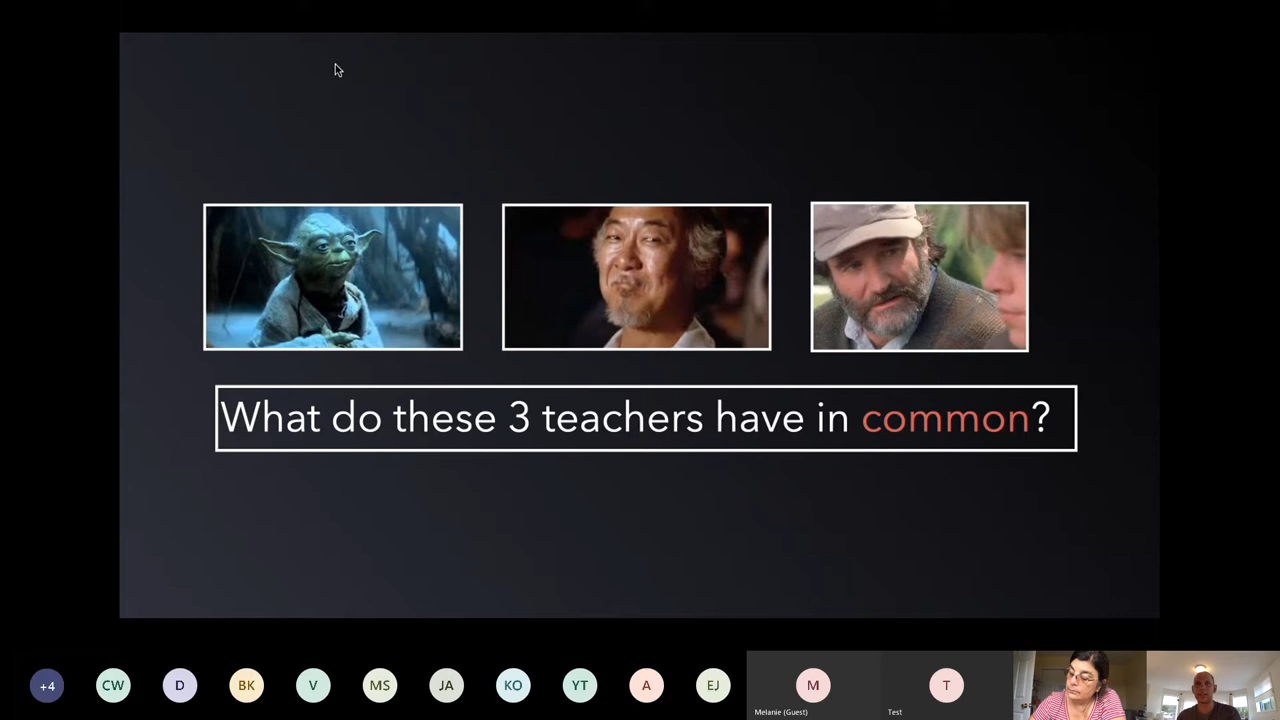 What do these 3 teachers have in common?
+4
CW
D
BK
V
MS
JA
KO
YT
A
EJ
M
Melanie (Guest)
T
Test